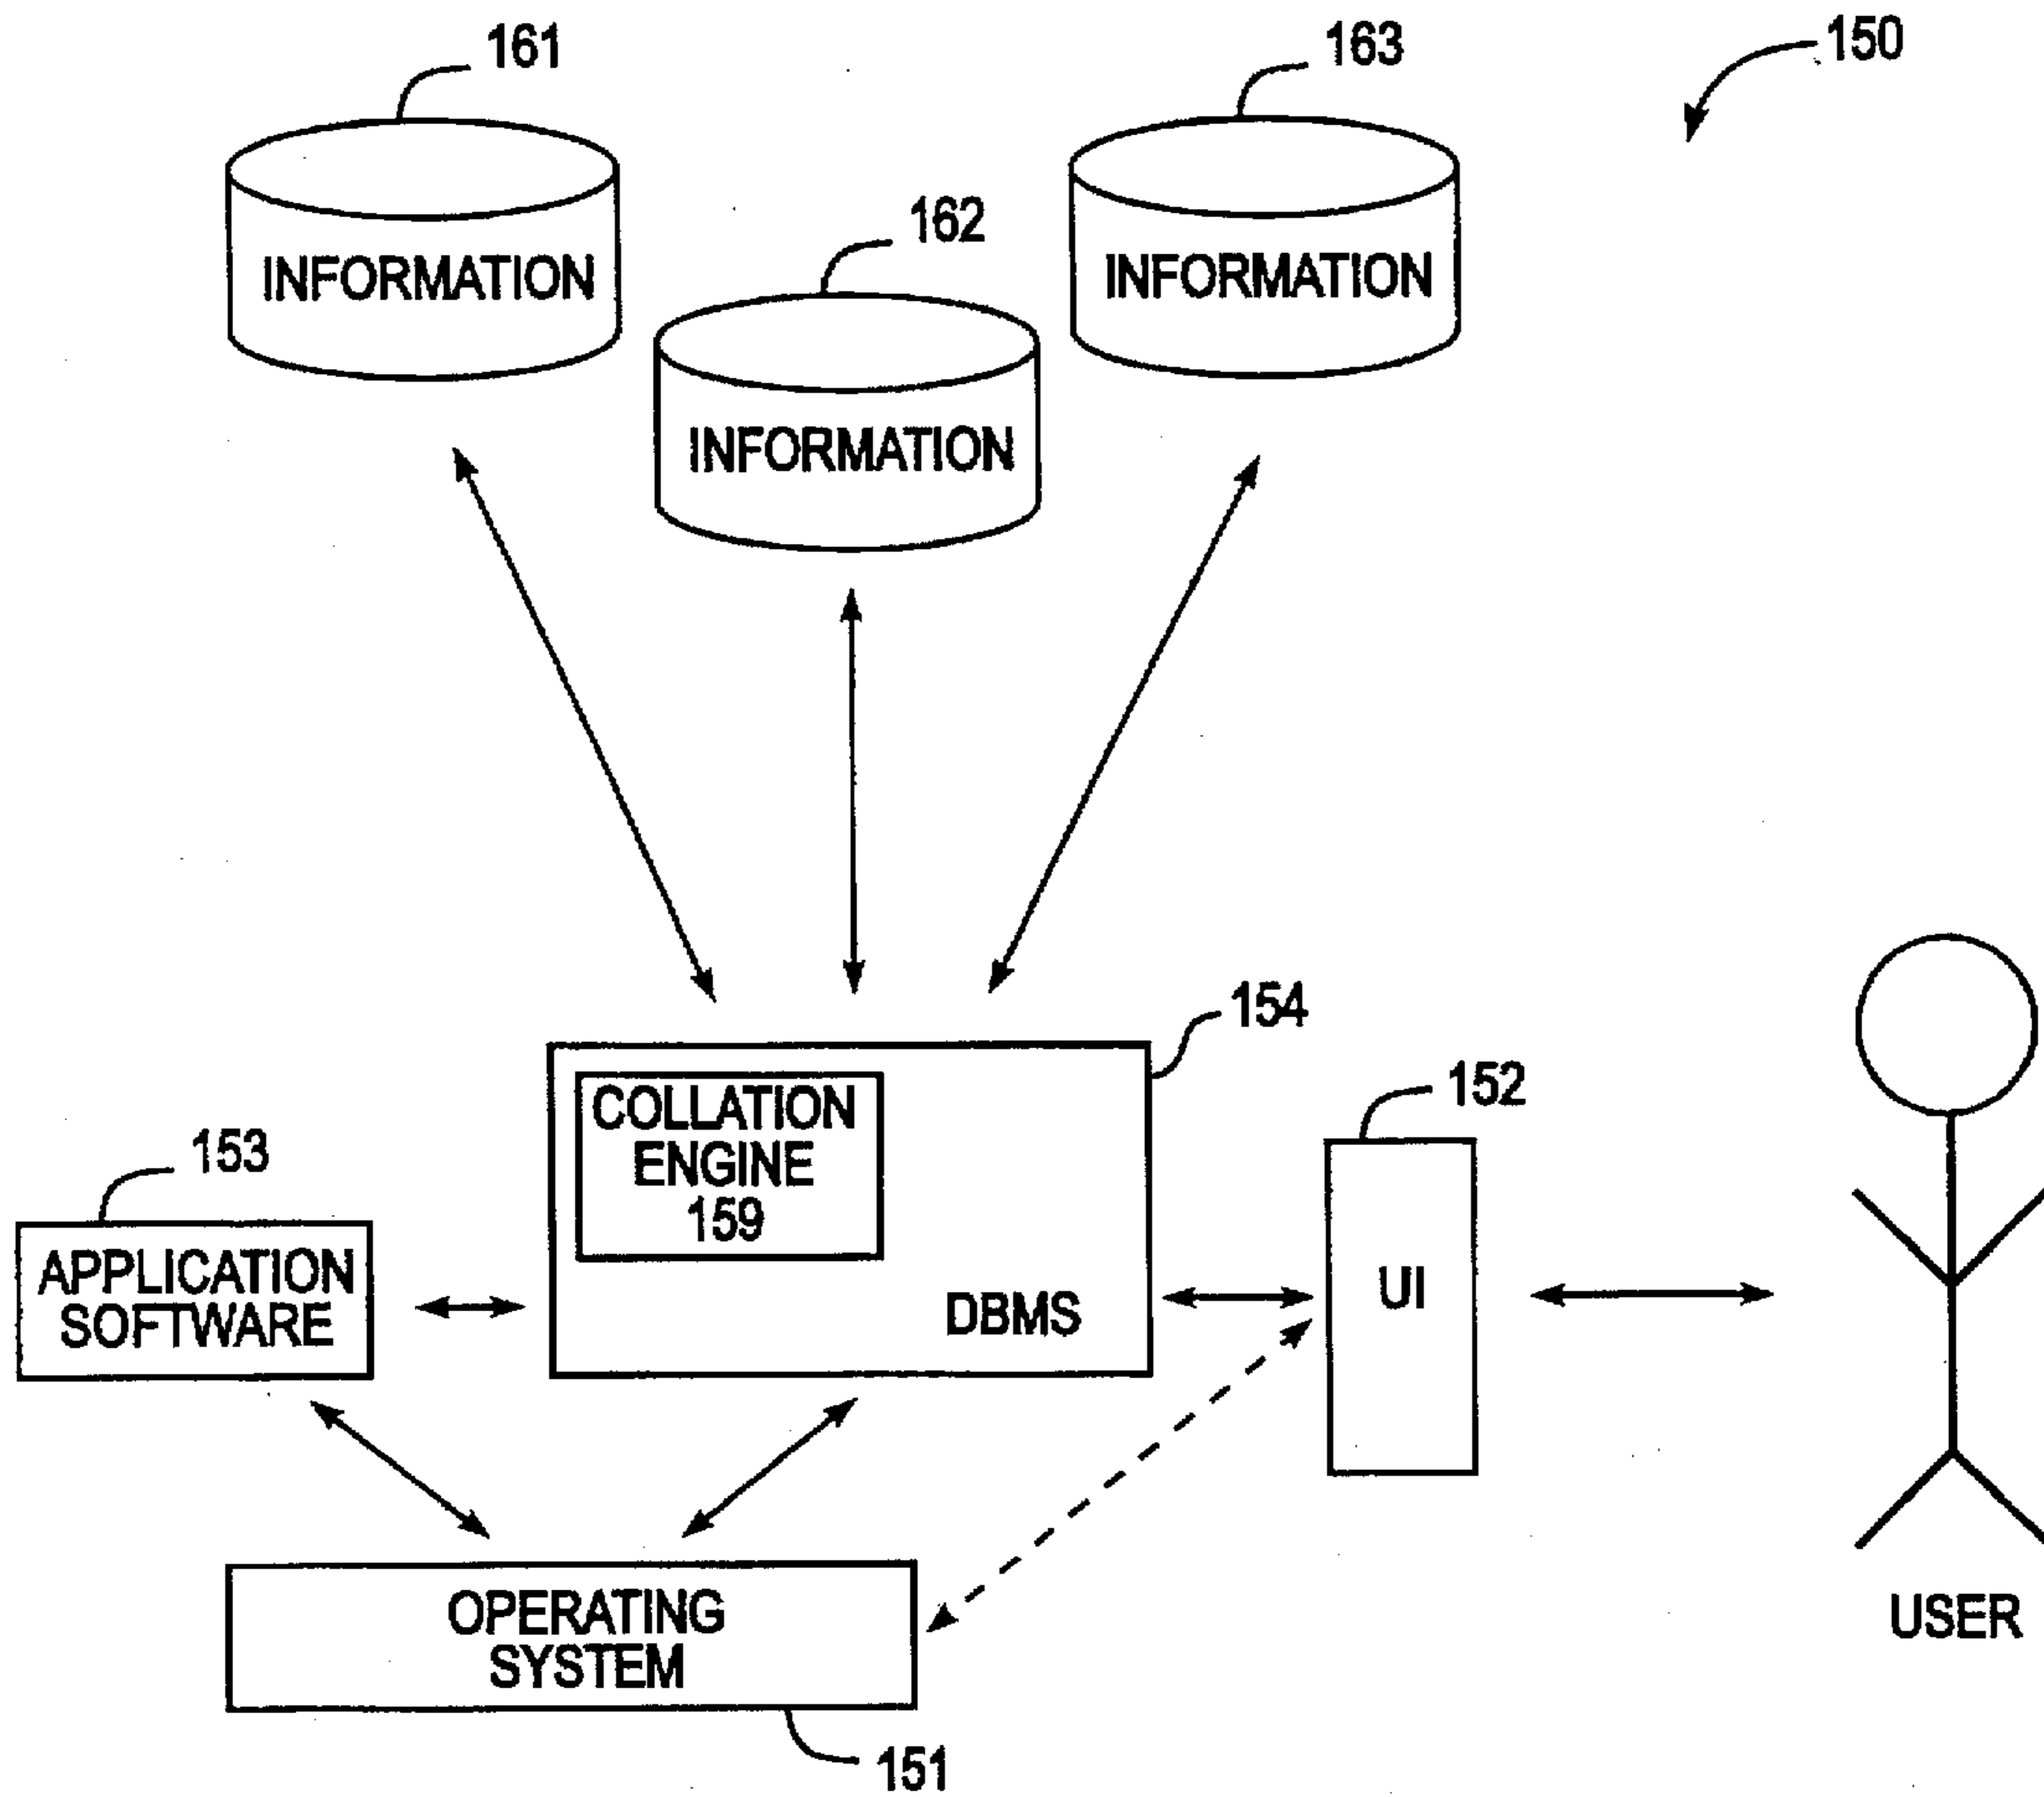 161
163
150
162
INFORMATION
INFORMATION
INFORMATION
154
152
COLLATION
ENGINE
159
153
APPLICATION
SOFTWARE
DBMS
UI
OPERATING
SYSTEM
USER
151